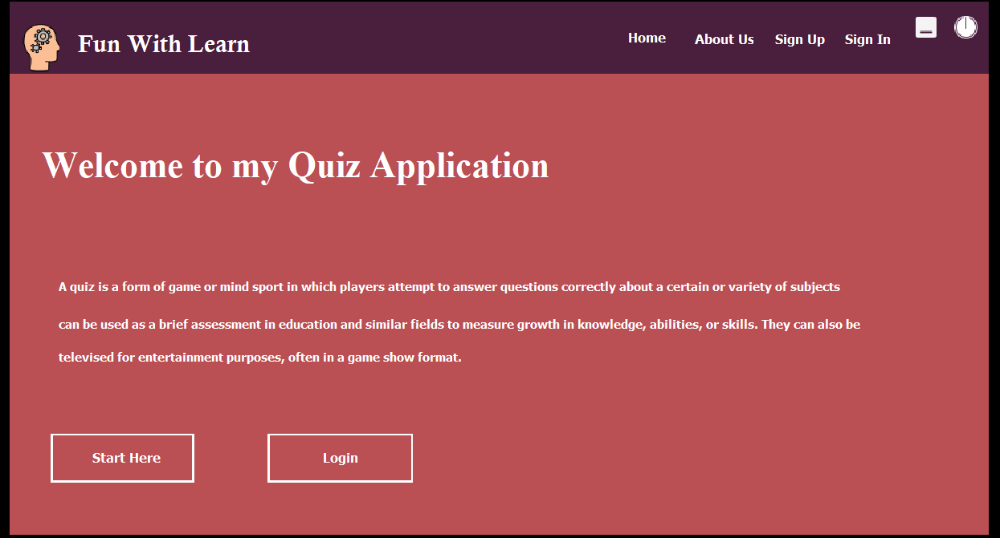 Fun With Learn
Home
About Us
Sign Up
Sign In
Welcome to my Quiz Application
A quiz is a form of game or mind sport in which players attempt to answer questions correctly about a certain or variety of subjects
can be used as a brief assessment in education and similar fields to measure growth in knowledge, abilities, or skills. They can also be
televised for entertainment purposes, often in a game show format.
Start Here
Login